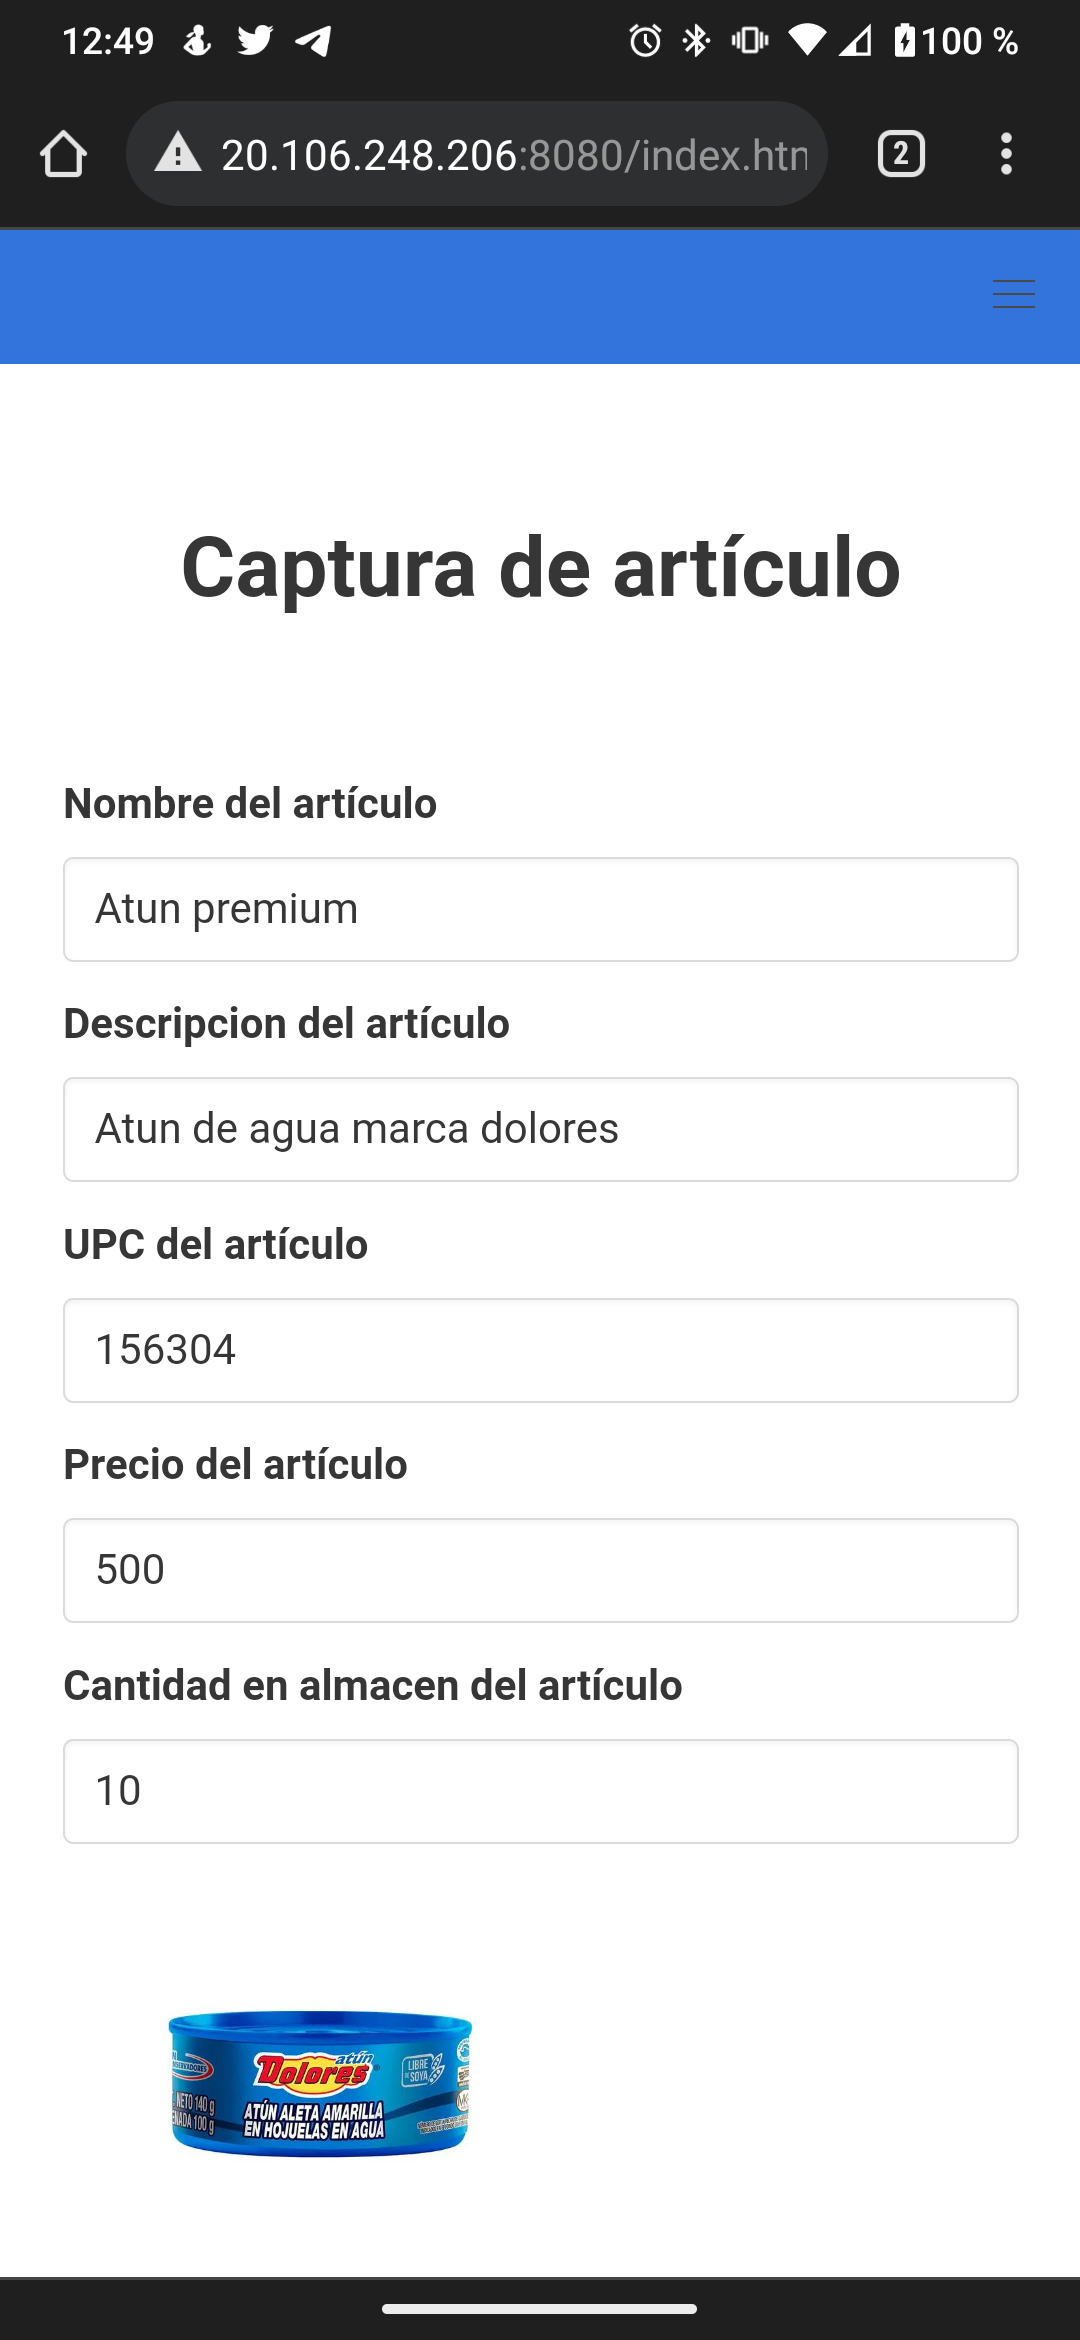 12:49
100 %
20.106.248.206:8080/index.htm
2
Captura de artículo
Nombre del artículo
Atun premium
Descripcion del artículo
Atun de agua marca dolores
UPC del artículo
156304
Precio del artículo
500
Cantidad en almacen del artículo
10
atún
Dolores
LIBRE
DE SOYA
NETO 140 g
100 g
ATÚN ALETA AMARILLA
EN HOJUELAS EN AGUA